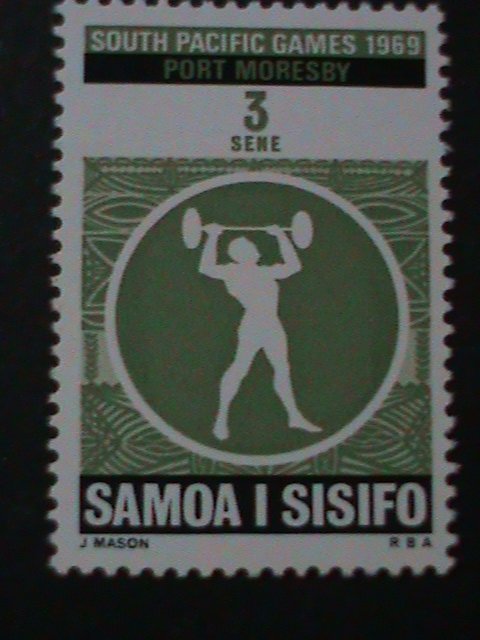 SOUTH PACIFIC GAMES 1969
PORT MORESBY
3
SENE
SAMOA I SISIFO
J MASON R B A